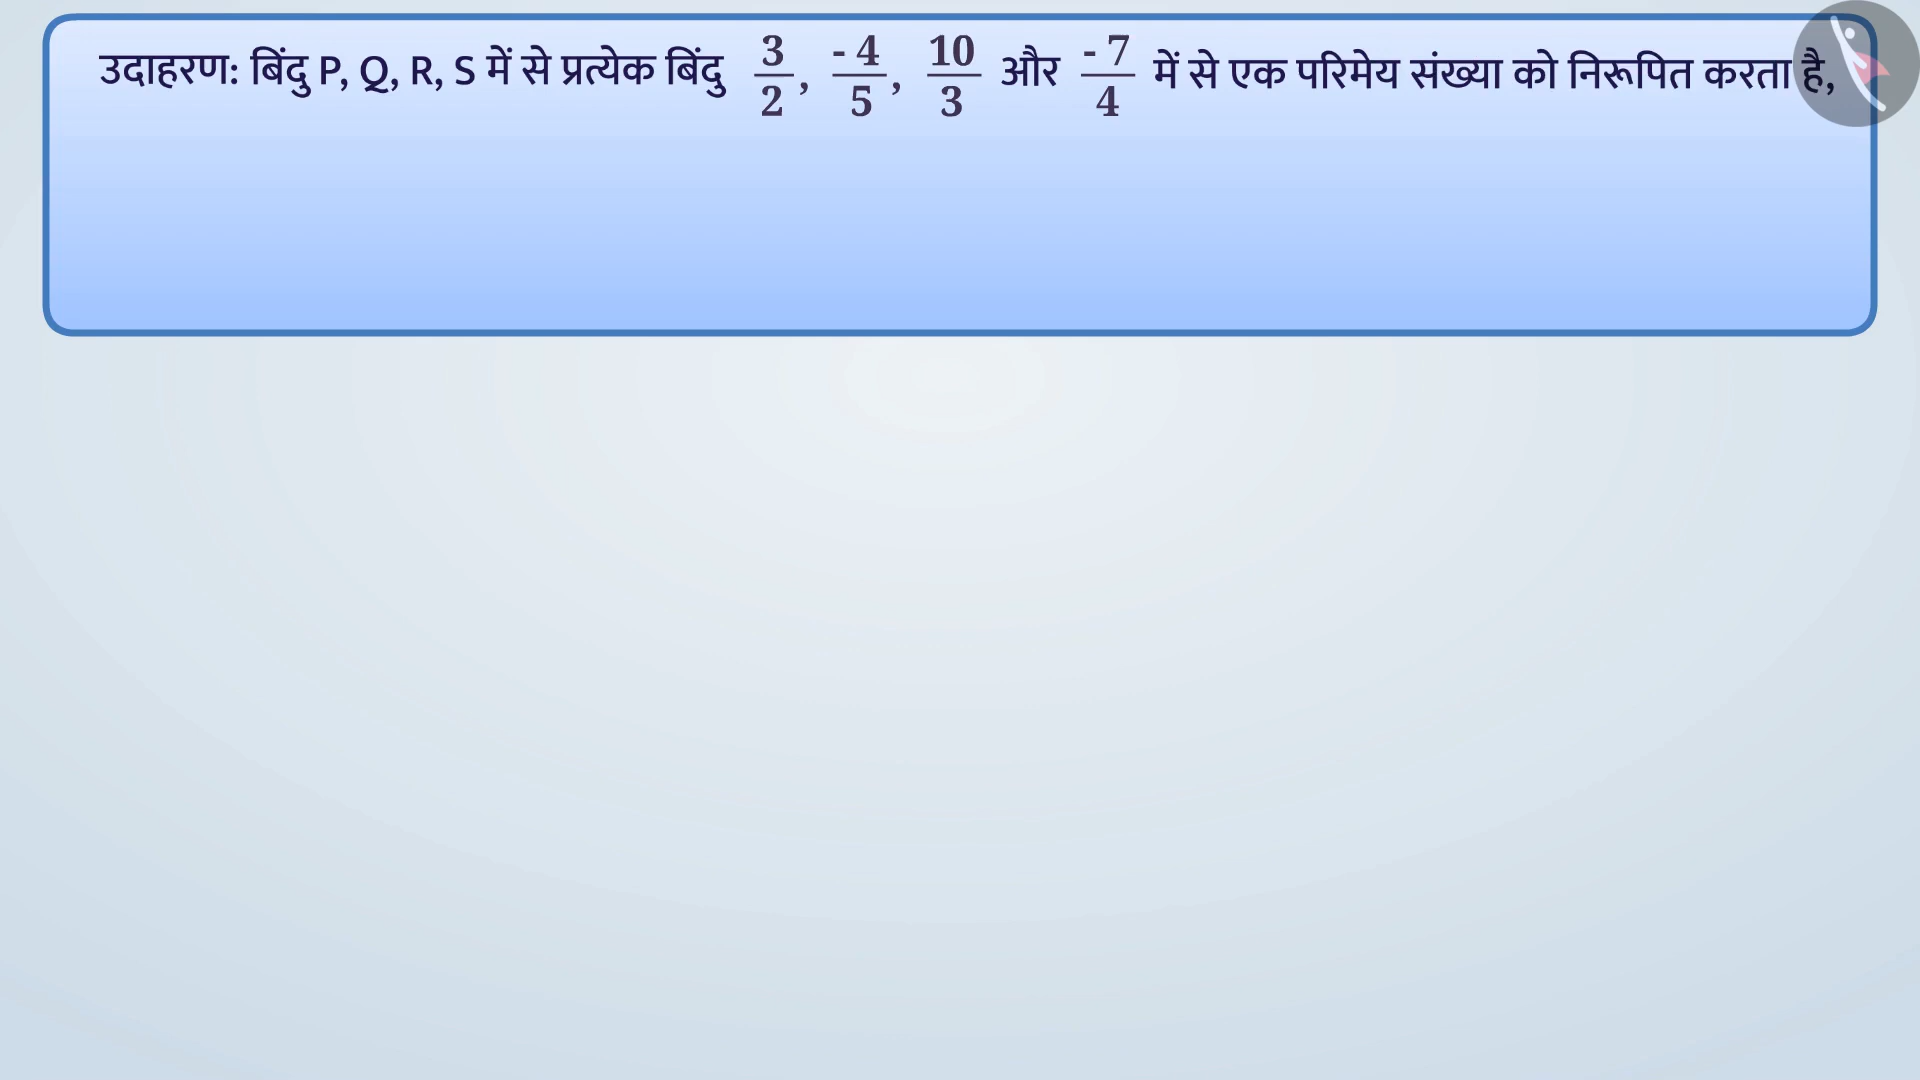 उदाहरण: बिंदु P, Q, R, S में से प्रत्येक बिंदु 3/2, -4/5, 10/3 और -7/4 में से एक परिमेय संख्या को निरूपित करता है,